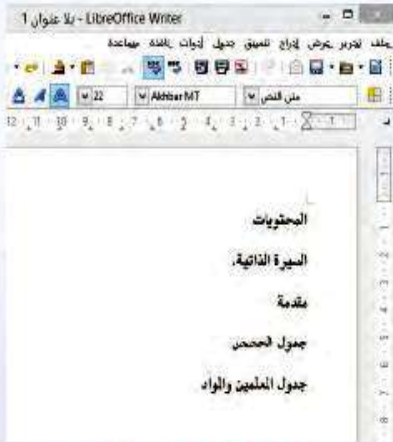 بلا عنوان 1 - LibreOffice Writer
ملف تحرير عرض إدراج تنسيق جدول أدوات نافذة مساعدة
متن النص Akhbar MT 22
المحتويات
السيرة الذاتية.
مقدمة
جدول الحصص
جدول المعلمين والمواد